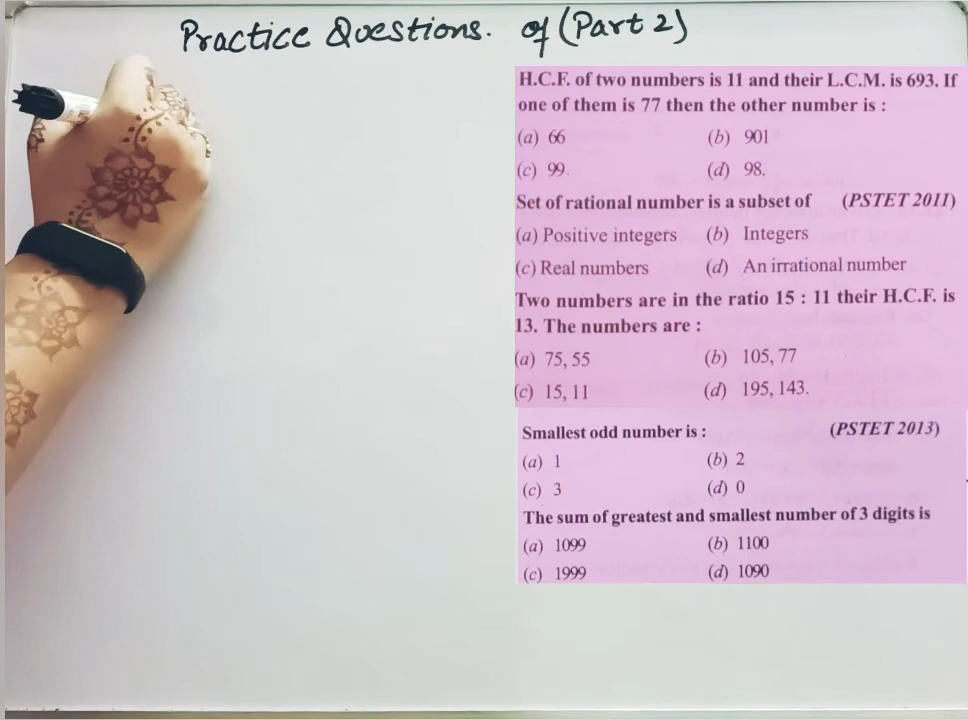 Practice Questions. of (Part 2)
H.C.F. of two numbers is 11 and their L.C.M. is 693. If
one of them is 77 then the other number is :
(a) 66 (b) 901
(c) 99. (d) 98.
Set of rational number is a subset of (PSTET 2011)
(a) Positive integers (b) Integers
(c) Real numbers (d) An irrational number
Two numbers are in the ratio 15 : 11 their H.C.F. is
13. The numbers are :
(a) 75, 55 (b) 105, 77
(c) 15, 11 (d) 195, 143.
Smallest odd number is : (PSTET 2013)
(a) 1 (b) 2
(c) 3 (d) 0
The sum of greatest and smallest number of 3 digits is
(a) 1099 (b) 1100
(c) 1999 (d) 1090